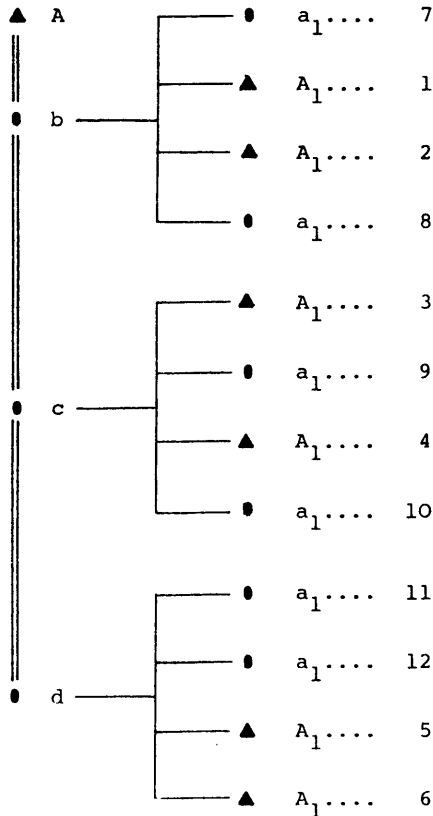 A
a₁.... 7
A₁.... 1
b
A₁.... 2
a₁.... 8
A₁.... 3
a₁.... 9
c
A₁.... 4
a₁.... 10
a₁.... 11
a₁.... 12
d
A₁.... 5
A₁.... 6